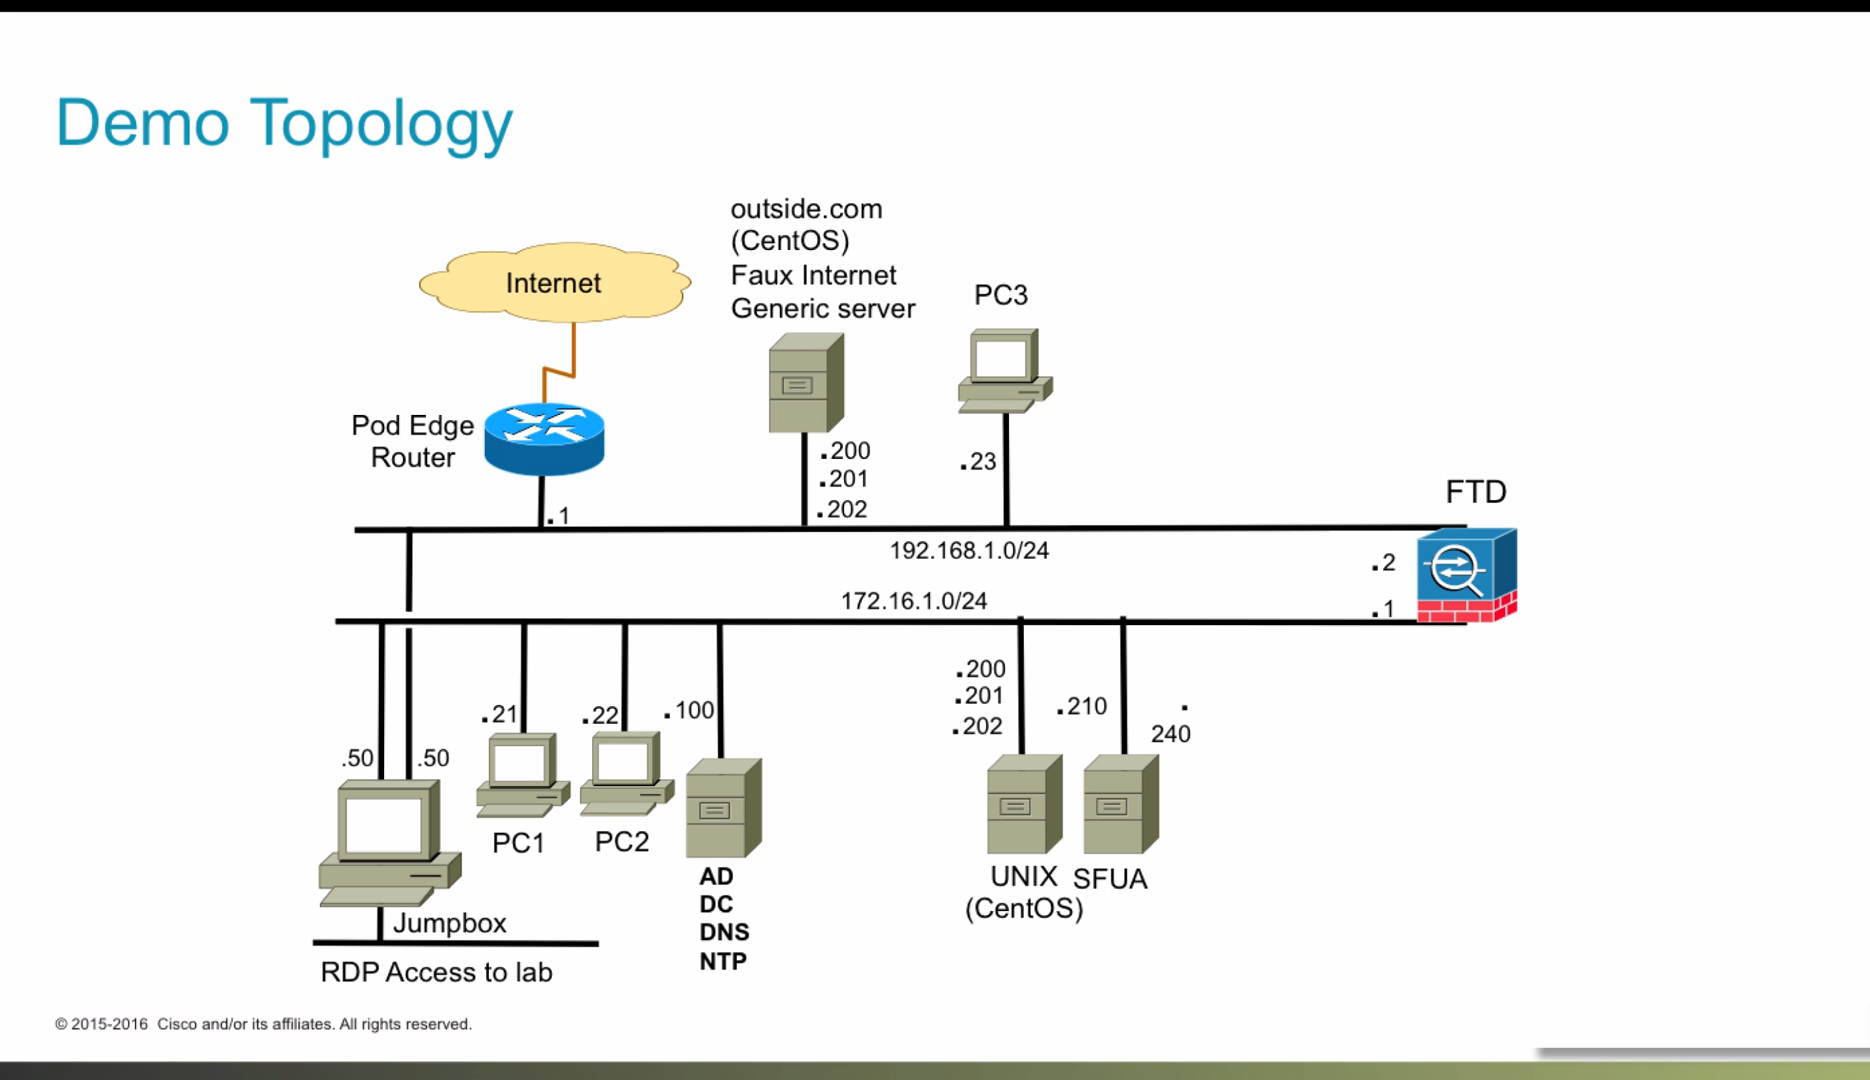 Demo Topology
outside.com
(CentOS)
Faux Internet
Generic server
Internet
PC3
Pod Edge
Router
.200
.201
.202
.23
.1
FTD
192.168.1.0/24
.2
172.16.1.0/24
.1
.200
.201
.202
.210
.
240
.21
.22
.100
.50
.50
PC1
PC2
AD
DC
DNS
NTP
UNIX
(CentOS)
SFUA
Jumpbox
RDP Access to lab
© 2015-2016 Cisco and/or its affiliates. All rights reserved.